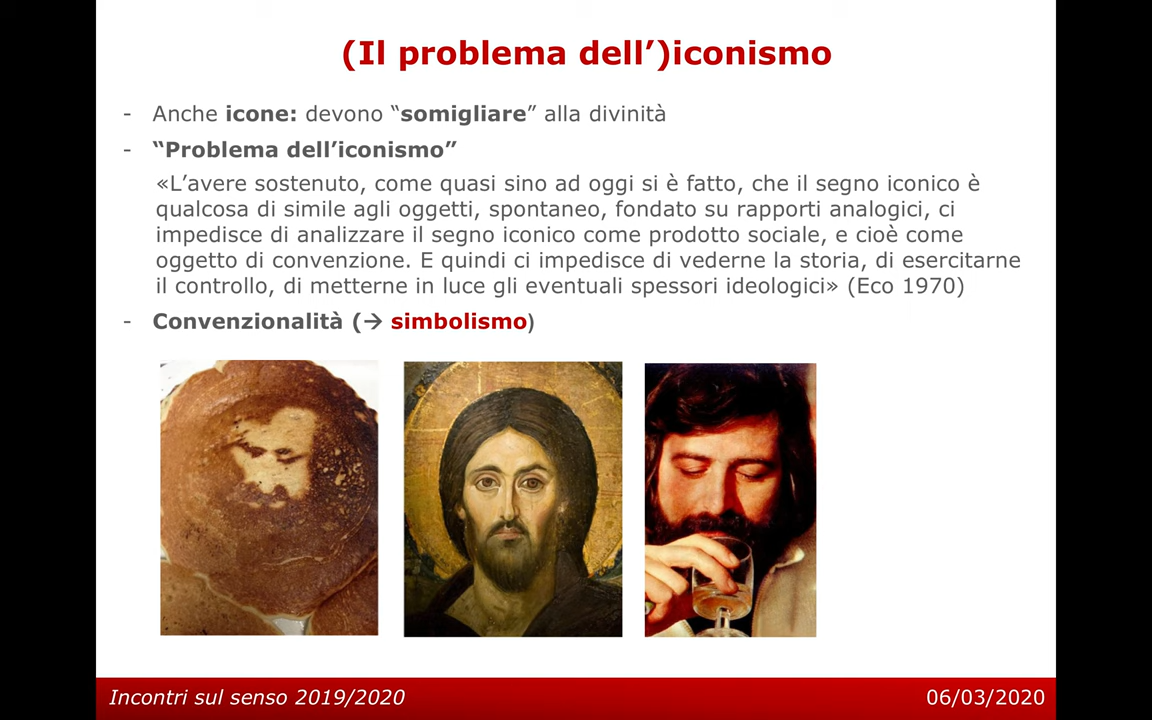 (Il problema dell’)iconismo
- Anche icone: devono “somigliare” alla divinità
- “Problema dell’iconismo”
«L’avere sostenuto, come quasi sino ad oggi si è fatto, che il segno iconico è
qualcosa di simile agli oggetti, spontaneo, fondato su rapporti analogici, ci
impedisce di analizzare il segno iconico come prodotto sociale, e cioè come
oggetto di convenzione. E quindi ci impedisce di vederne la storia, di esercitarne
il controllo, di metterne in luce gli eventuali spessori ideologici» (Eco 1970)
- Convenzionalità (→ simbolismo)
Incontri sul senso 2019/2020
06/03/2020